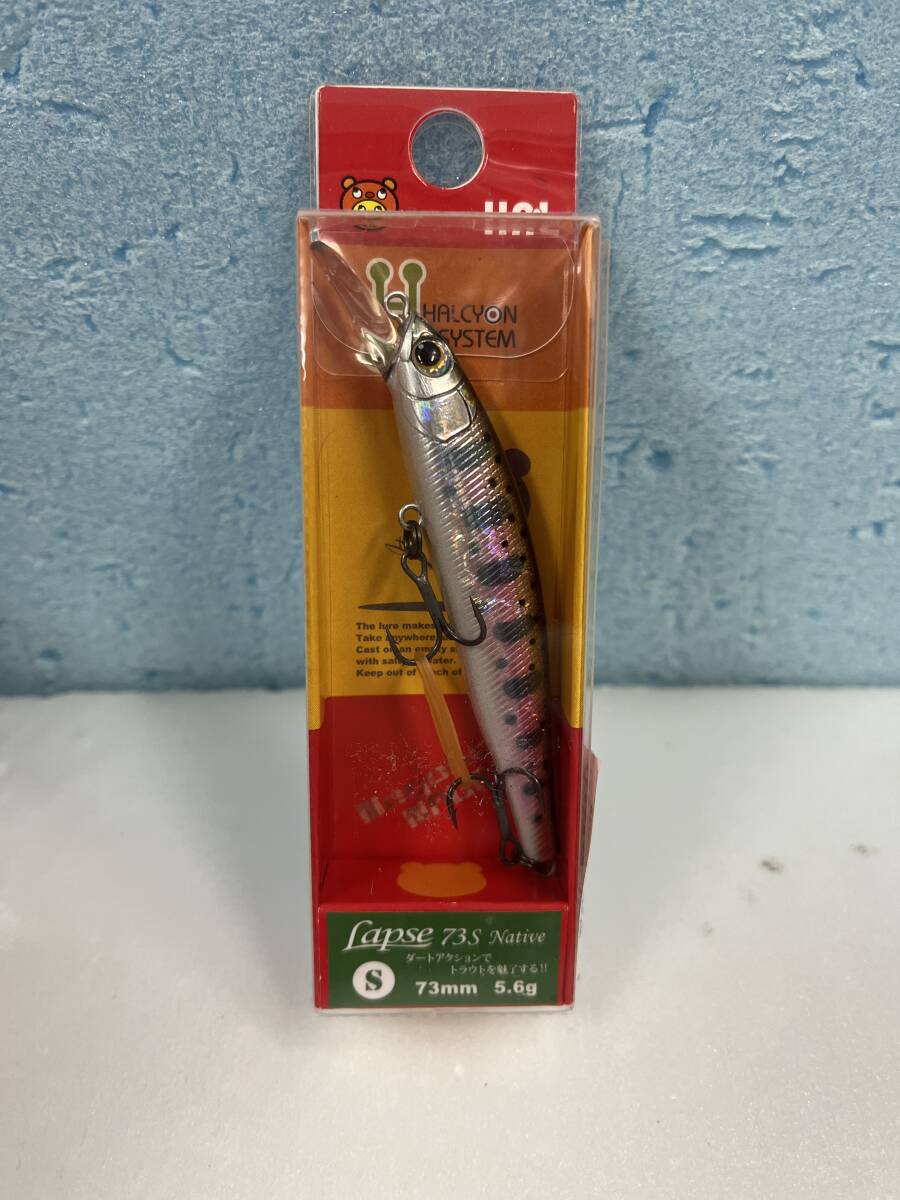 HALCYON
SYSTEM
The lure makes
Take anywhere
Cast on an empty
with salt water.
Keep out of reach of
Lapse 73S Native
ダートアクションで
トラウトを魅了する!!
S
73mm 5.6g